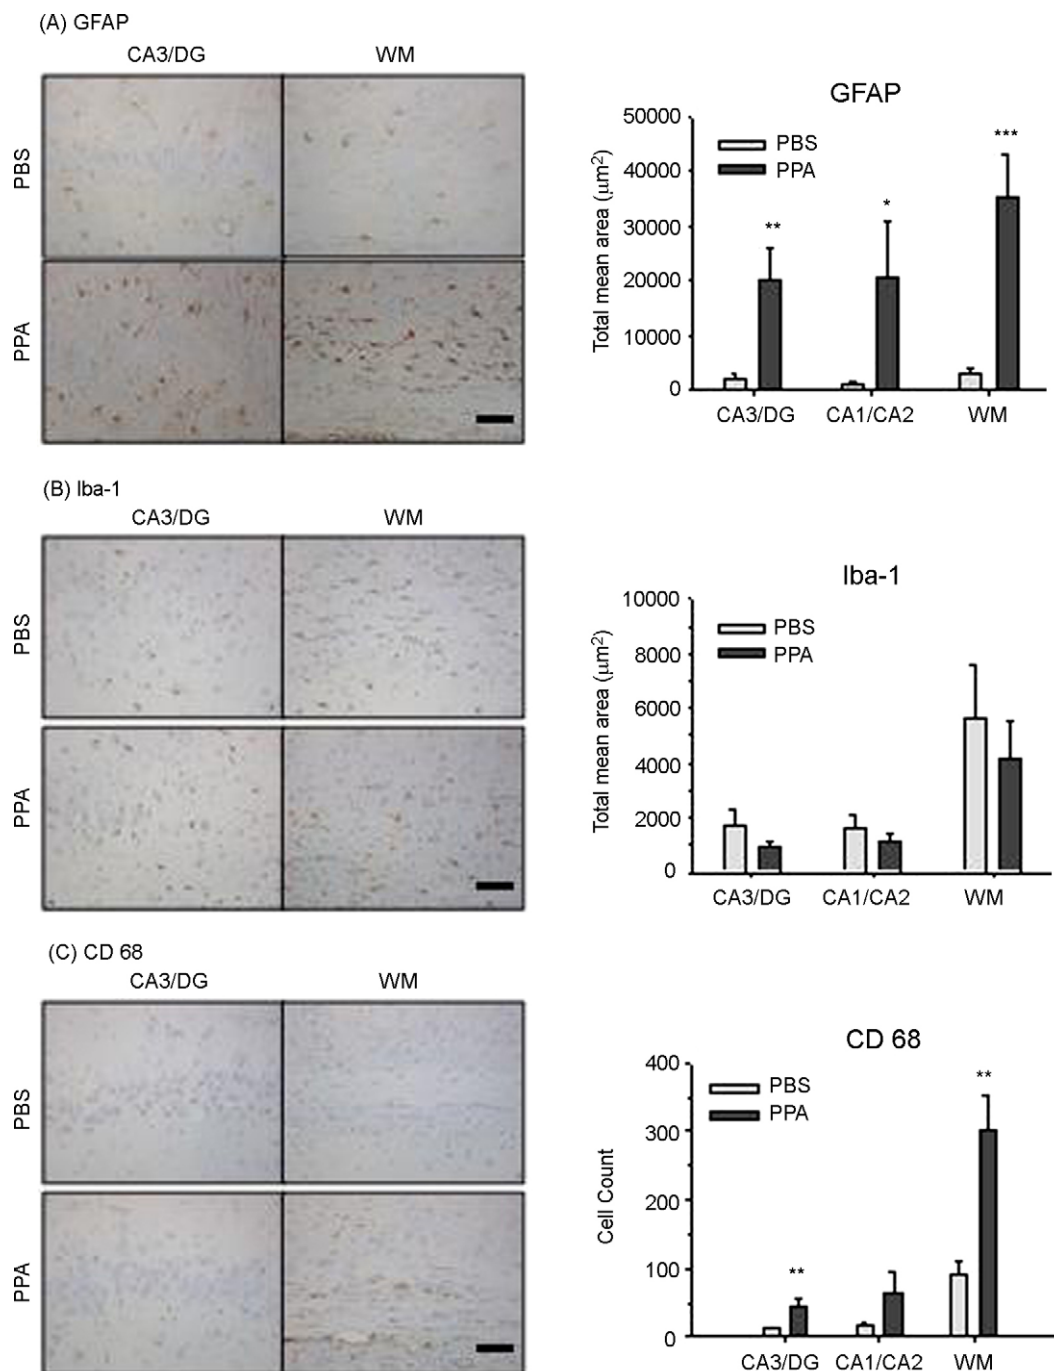 (A) GFAP
CA3/DG WM
PBS
PPA
GFAP
50000
40000
30000
20000
10000
0
Total mean area (μm²)
PBS
PPA
**
*
***
CA3/DG CA1/CA2 WM
(B) Iba-1
CA3/DG WM
PBS
PPA
Iba-1
10000
8000
6000
4000
2000
0
Total mean area (μm²)
PBS
PPA
CA3/DG CA1/CA2 WM
(C) CD 68
CA3/DG WM
PBS
PPA
CD 68
400
300
200
100
0
Cell Count
PBS
PPA
**
**
CA3/DG CA1/CA2 WM